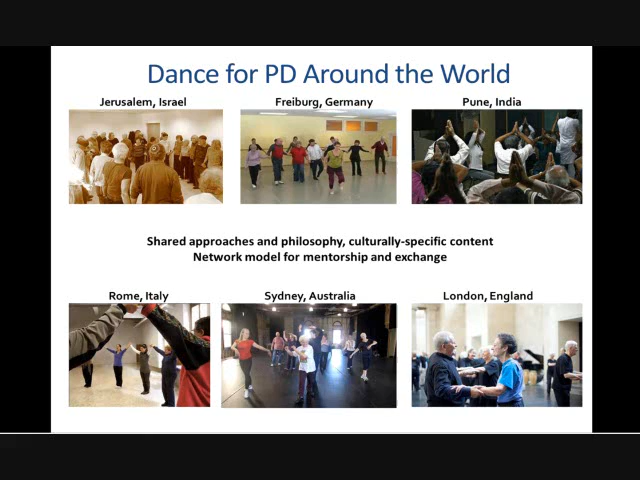 Dance for PD Around the World
Jerusalem, Israel
Freiburg, Germany
Pune, India
Shared approaches and philosophy, culturally-specific content
Network model for mentorship and exchange
Rome, Italy
Sydney, Australia
London, England